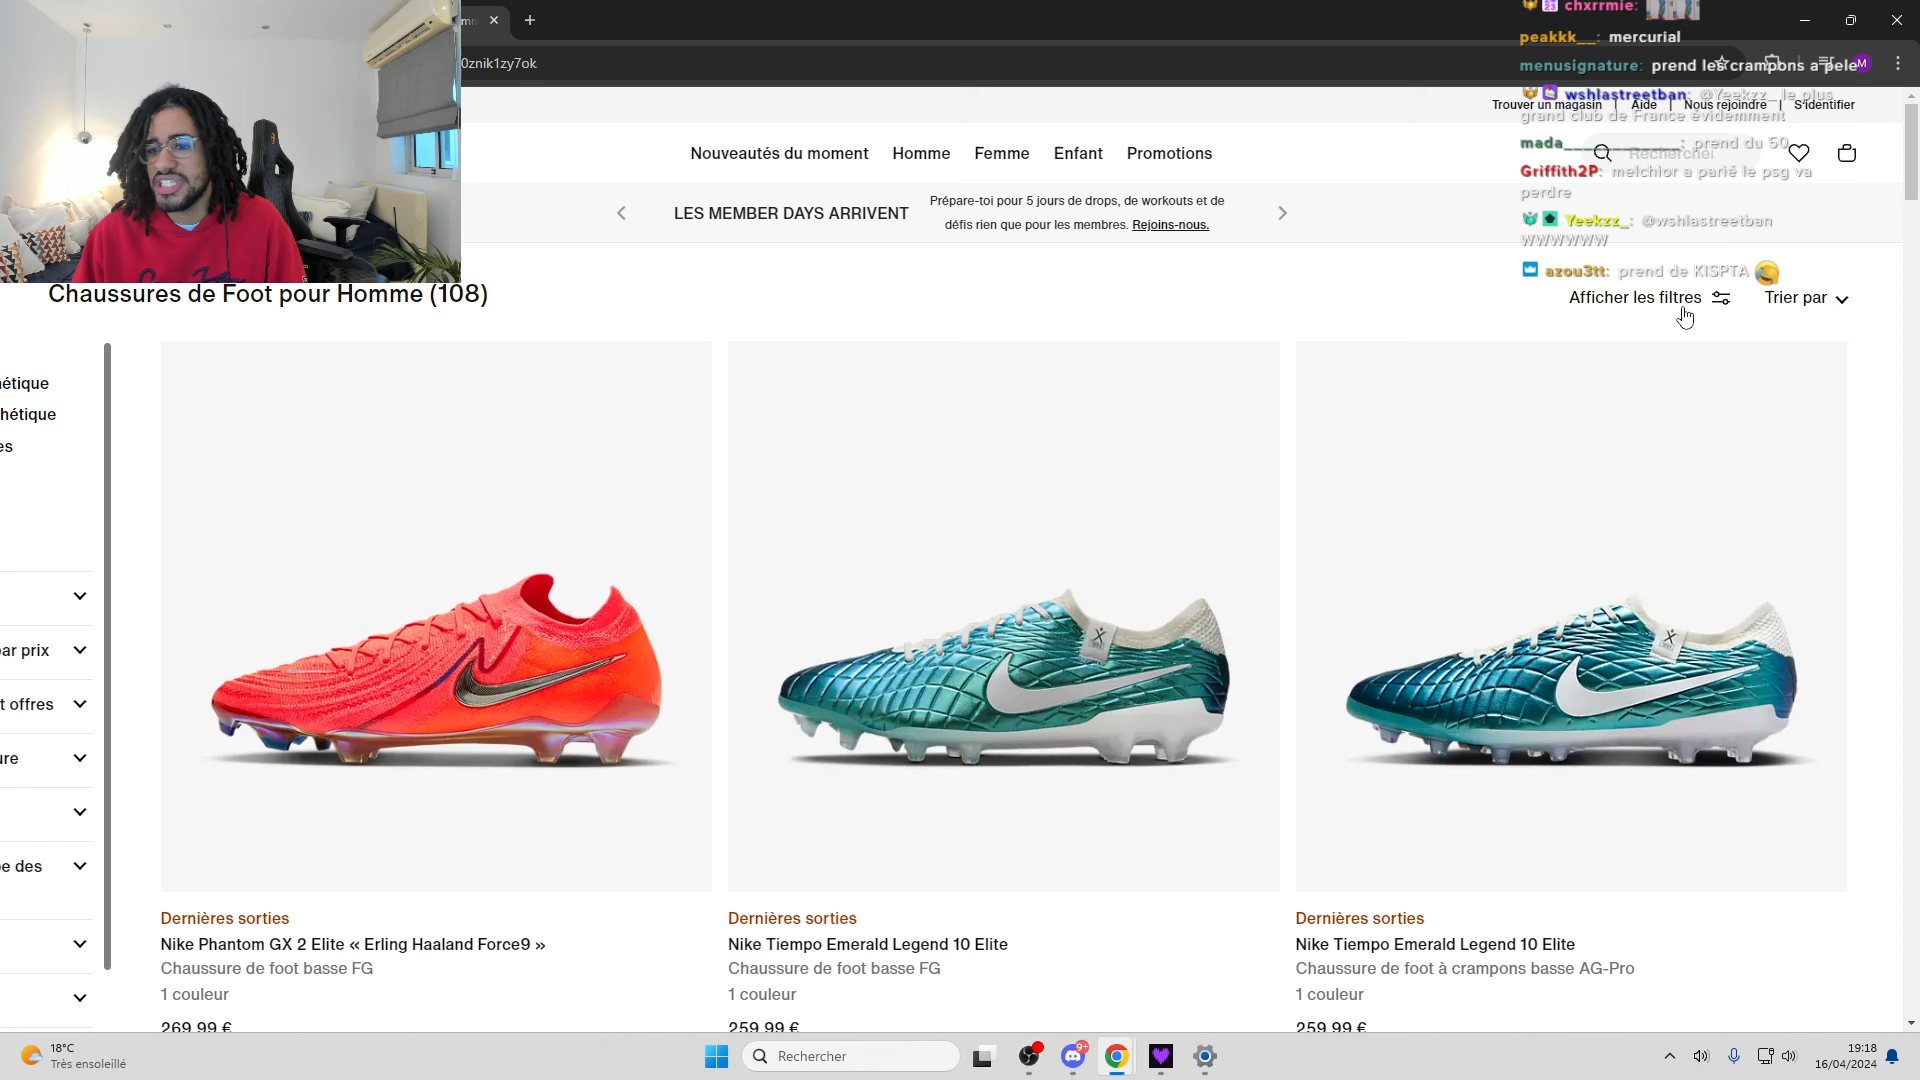 0znik1zy7ok
M
chxrrmie:
peakkk__: mercurial
menusignature: prend les crampons a pele
wshlastreetban: @Yeekzz_ le plus
grand club de France évidemment
mada____________: prend du 50
Griffith2P: melchior a parié le psg va
perdre
Yeekzz_: @wshlastreetban
WWWWWW
azou3tt: prend de KISPTA
Trouver un magasin | Aide | Nous rejoindre | S'identifier
Nouveautés du moment Homme Femme Enfant Promotions
Rechercher
LES MEMBER DAYS ARRIVENT
Prépare-toi pour 5 jours de drops, de workouts et de
défis rien que pour les membres. Rejoins-nous.
Chaussures de Foot pour Homme (108)
Afficher les filtres
Trier par
hétique
es
ar prix
t offres
ure
e des
Dernières sorties
Nike Phantom GX 2 Elite « Erling Haaland Force9 »
Chaussure de foot basse FG
1 couleur
269,99 €
Dernières sorties
Nike Tiempo Emerald Legend 10 Elite
Chaussure de foot basse FG
1 couleur
259,99 €
Dernières sorties
Nike Tiempo Emerald Legend 10 Elite
Chaussure de foot à crampons basse AG-Pro
1 couleur
259,99 €
18°C
Très ensoleillé
Rechercher
9+
19:18
16/04/2024